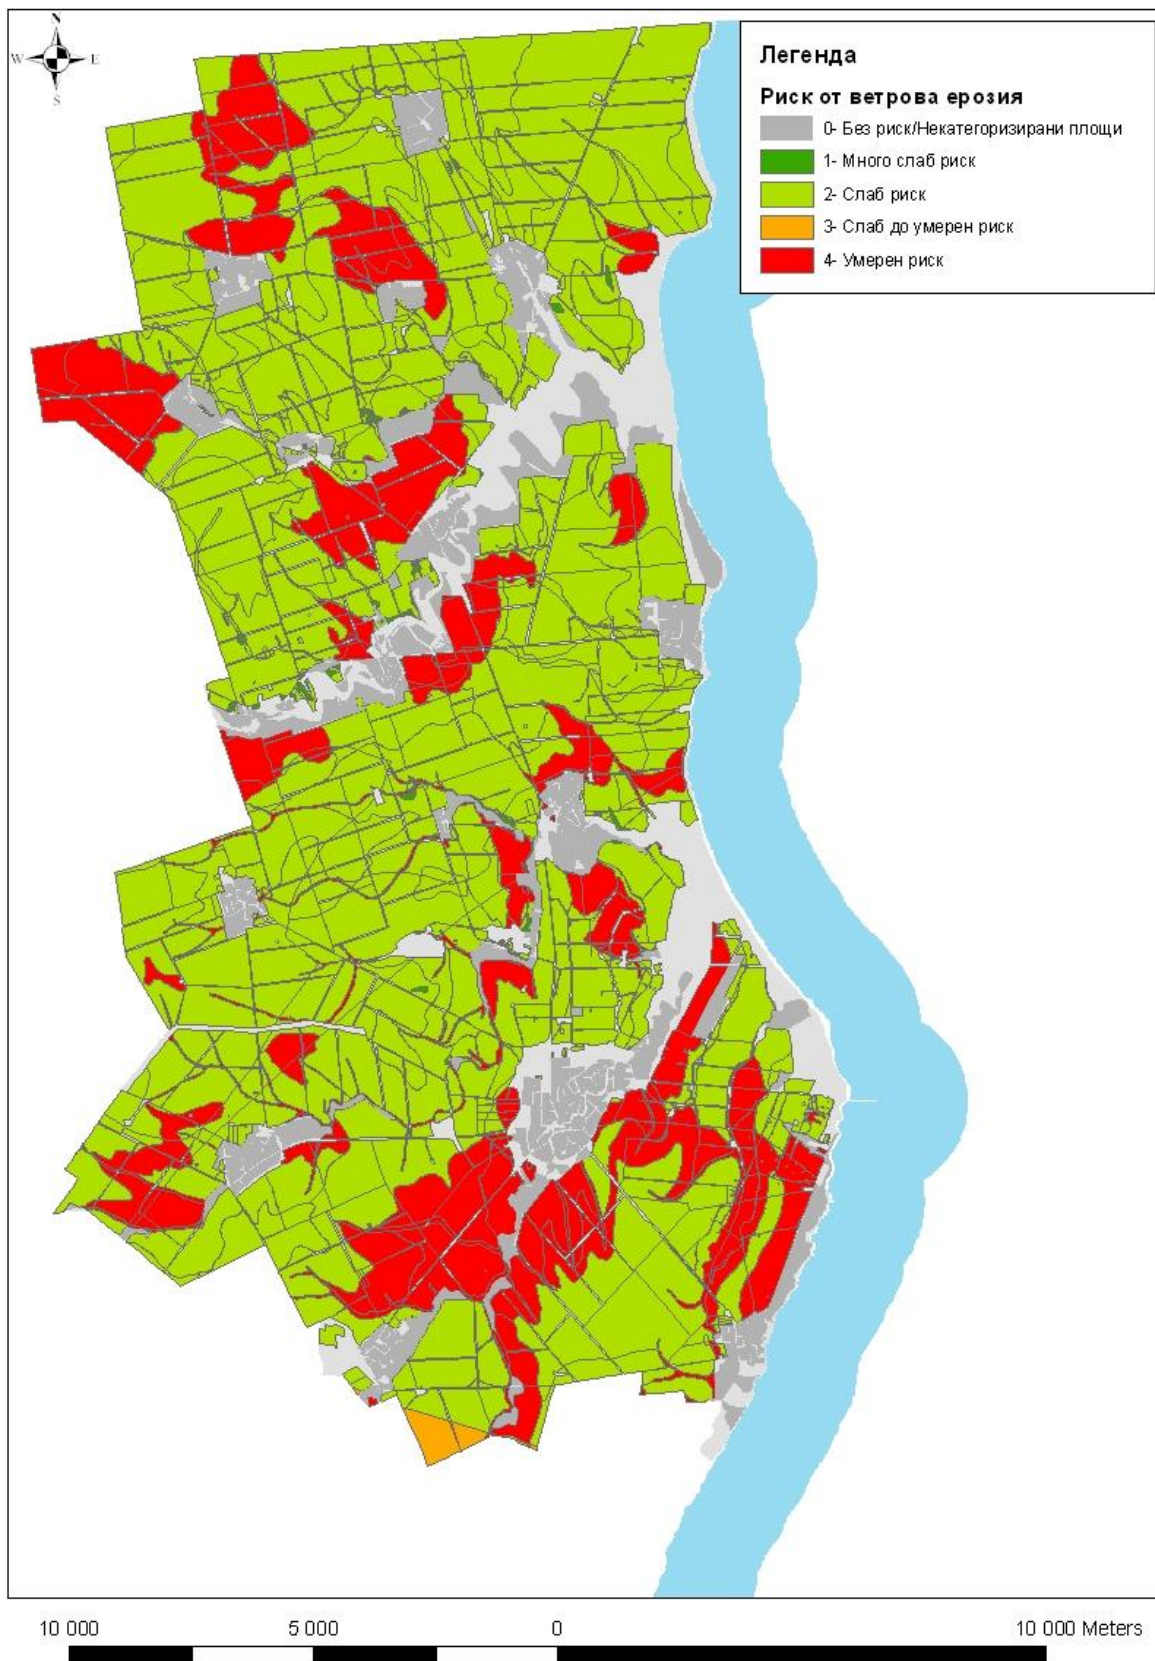 N
W E
S
Легенда
Риск от ветрова ерозия
0- Без риск/Некатегоризирани площи
1- Много слаб риск
2- Слаб риск
3- Слаб до умерен риск
4- Умерен риск
10 000 5 000 0 10 000 Meters